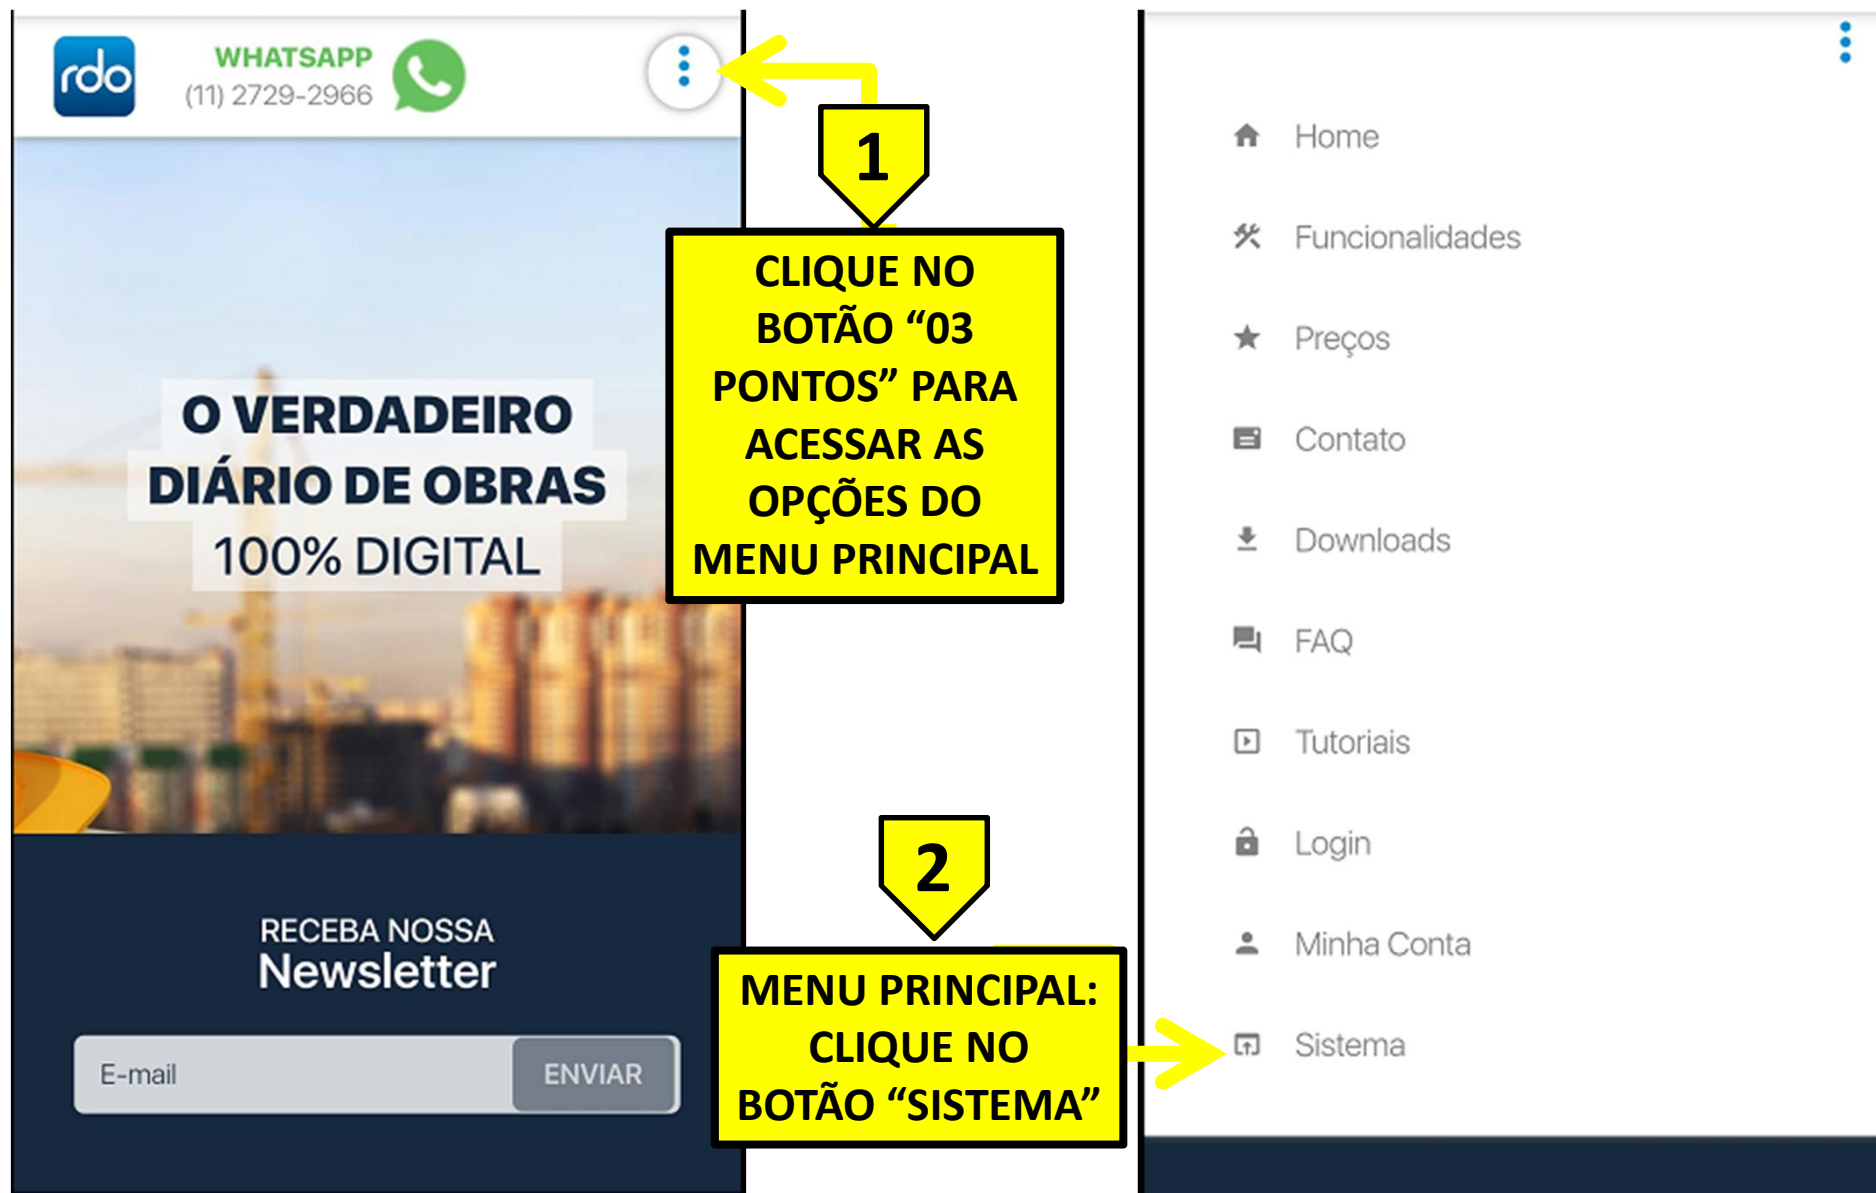 rdo
WHATSAPP
(11) 2729-2966
O VERDADEIRO
DIÁRIO DE OBRAS
100% DIGITAL
RECEBA NOSSA
Newsletter
E-mail
ENVIAR
1
CLIQUE NO
BOTÃO “03
PONTOS” PARA
ACESSAR AS
OPÇÕES DO
MENU PRINCIPAL
2
MENU PRINCIPAL:
CLIQUE NO
BOTÃO “SISTEMA”
Home
Funcionalidades
Preços
Contato
Downloads
FAQ
Tutoriais
Login
Minha Conta
Sistema